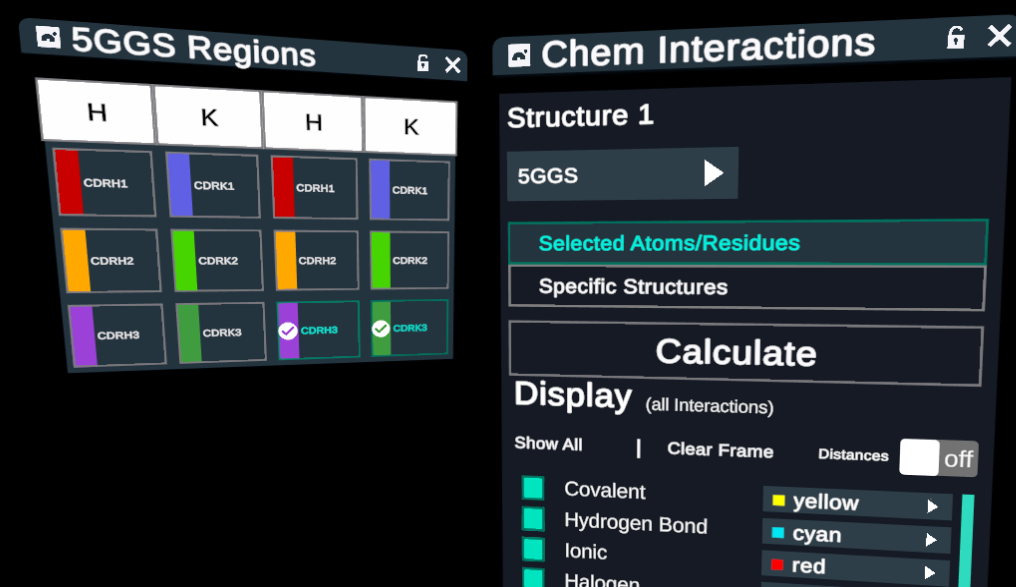 5GGS Regions
H K H K
CDRH1 CDRK1 CDRH1 CDRK1
CDRH2 CDRK2 CDRH2 CDRK2
CDRH3 CDRK3 CDRH3 CDRK3
Chem Interactions
Structure 1
5GGS
Selected Atoms/Residues
Specific Structures
Calculate
Display (all Interactions)
Show All | Clear Frame Distances off
Covalent yellow
Hydrogen Bond cyan
Ionic red
Halogen